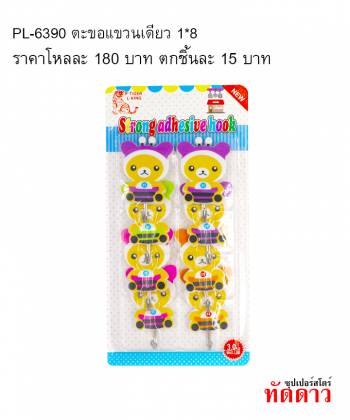 PL-6390 ตะขอแขวนเดียว 1*8
ราคาโหลละ 180 บาท ตกชิ้นละ 15 บาท
TIGER
L-KING
NEW
Strong adhesive hook
ซุปเปอร์สโตร์
ทัดดาว